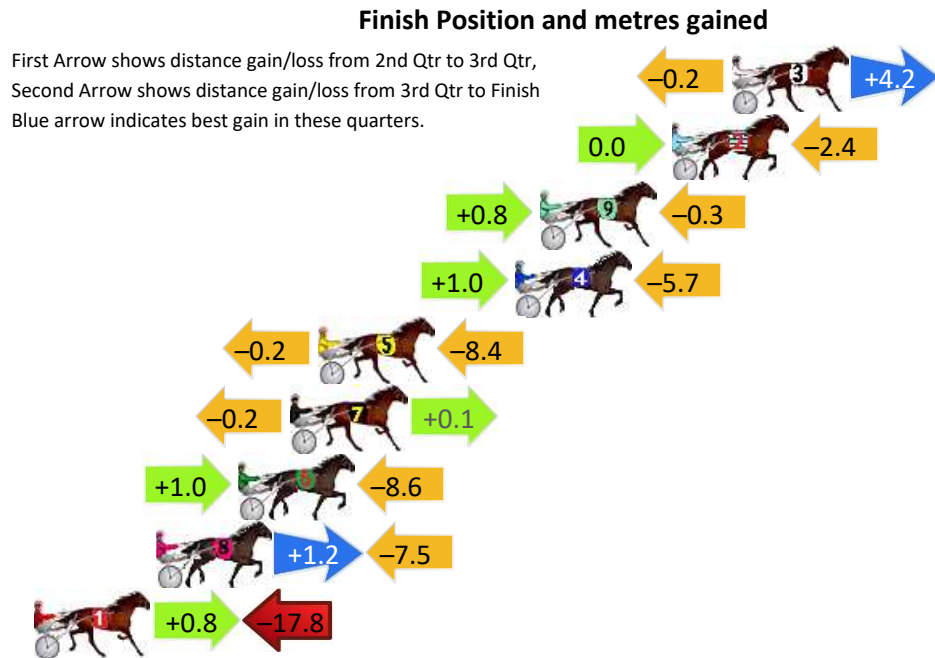 Finish Position and metres gained
First Arrow shows distance gain/loss from 2nd Qtr to 3rd Qtr,
Second Arrow shows distance gain/loss from 3rd Qtr to Finish
Blue arrow indicates best gain in these quarters.
−0.2 3 +4.2
0.0 2 −2.4
+0.8 9 −0.3
+1.0 4 −5.7
−0.2 5 −8.4
−0.2 7 +0.1
+1.0 6 −8.6
8 +1.2 −7.5
1 +0.8 −17.8